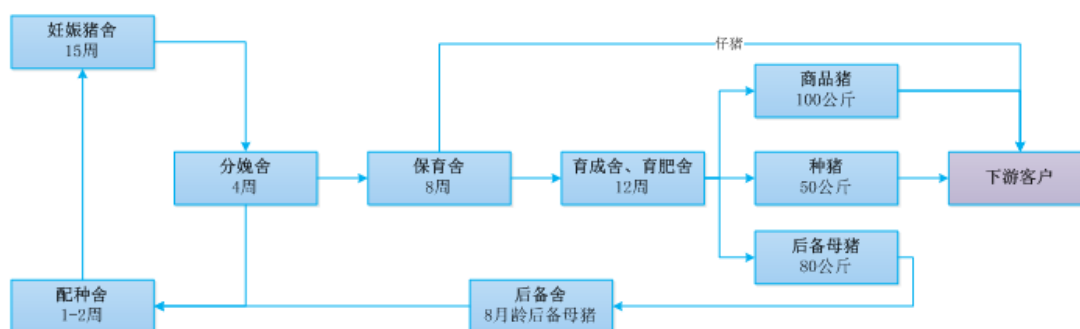 妊娠猪舍
15周
仔猪
商品猪
100公斤
分娩舍
4周
保育舍
8周
育成舍、育肥舍
12周
种猪
50公斤
下游客户
后备母猪
80公斤
配种舍
1-2周
后备舍
8月龄后备母猪